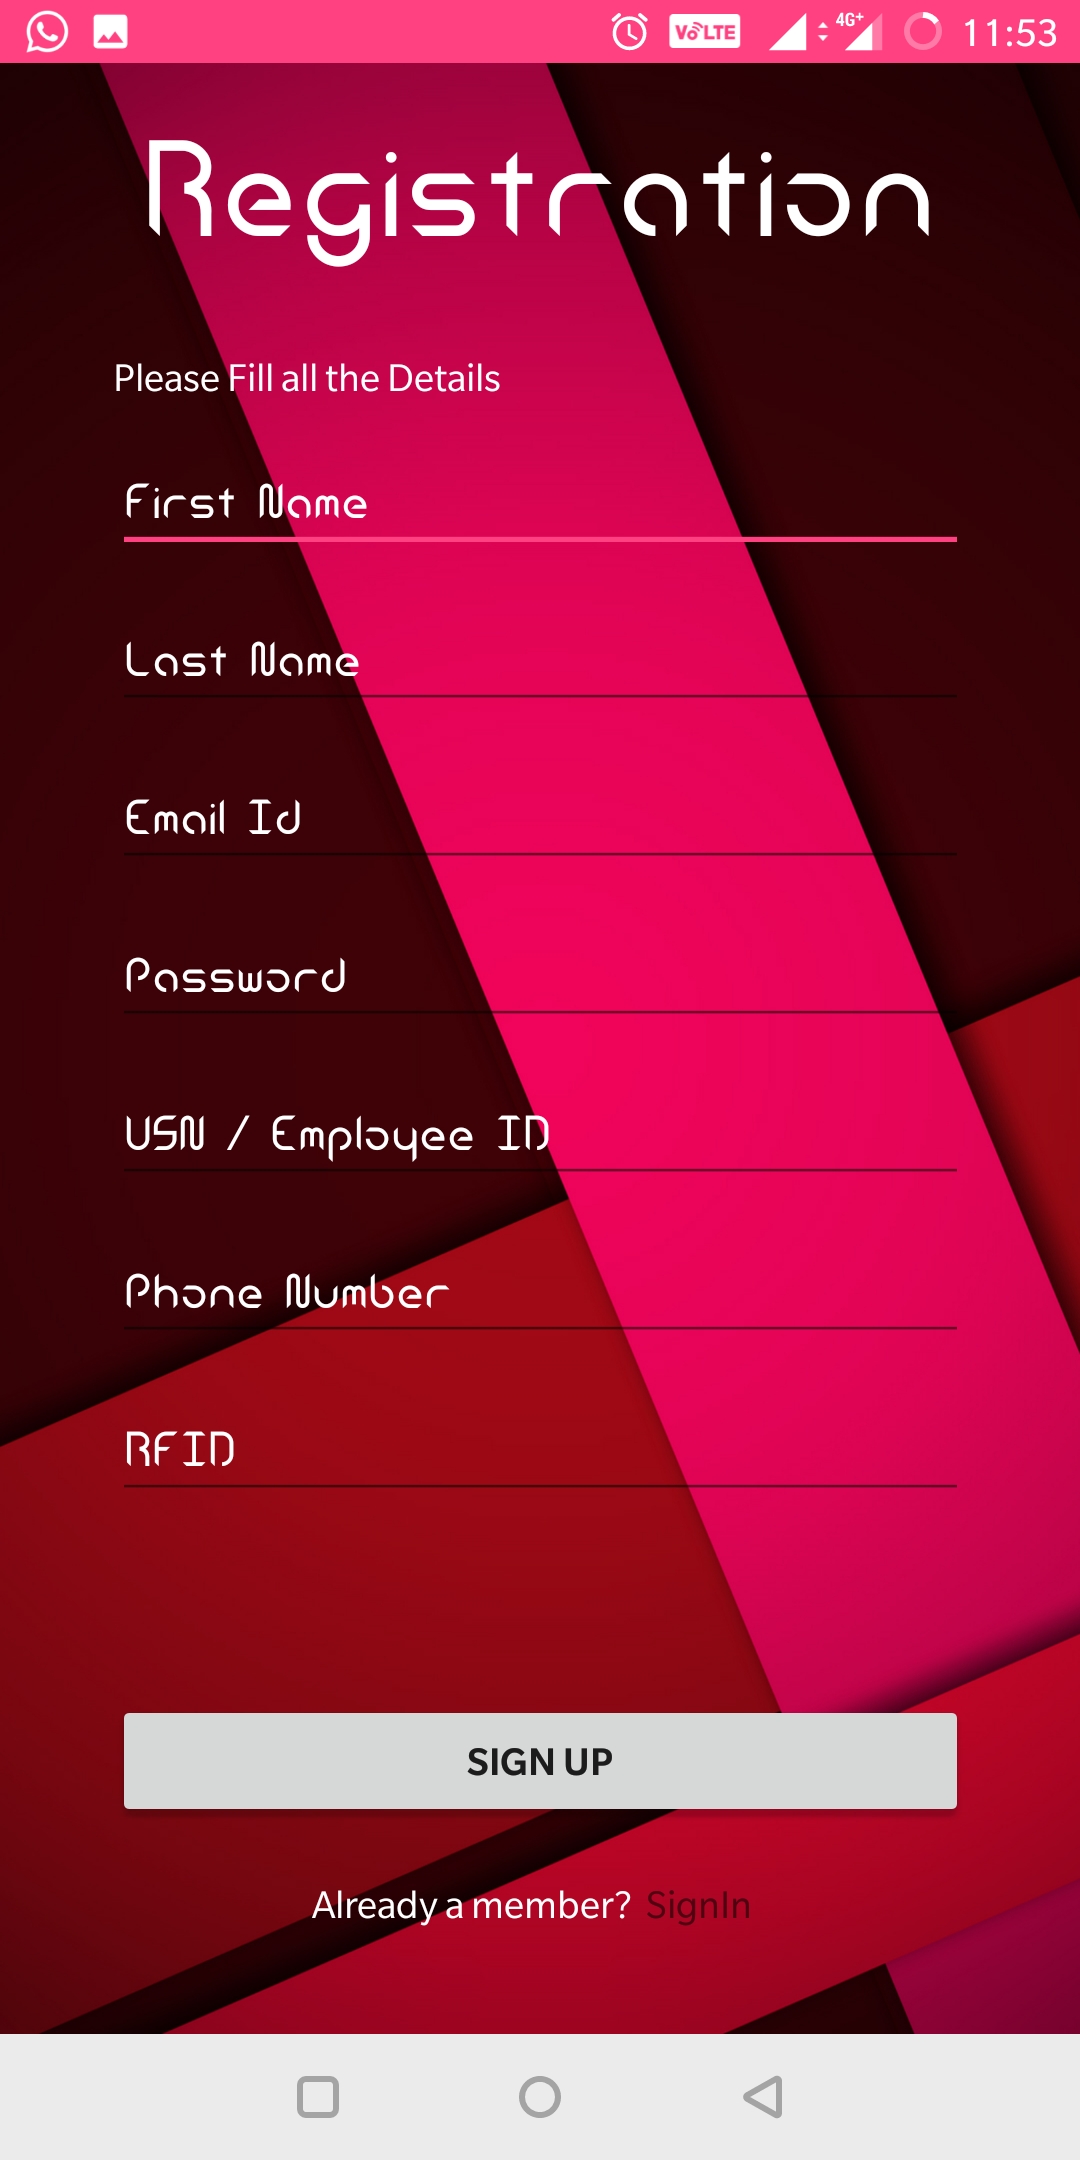 VoLTE 4G+ 11:53
Registration
Please Fill all the Details
First Name
Last Name
Email Id
Password
USN / Employee ID
Phone Number
RFID
SIGN UP
Already a member? SignIn